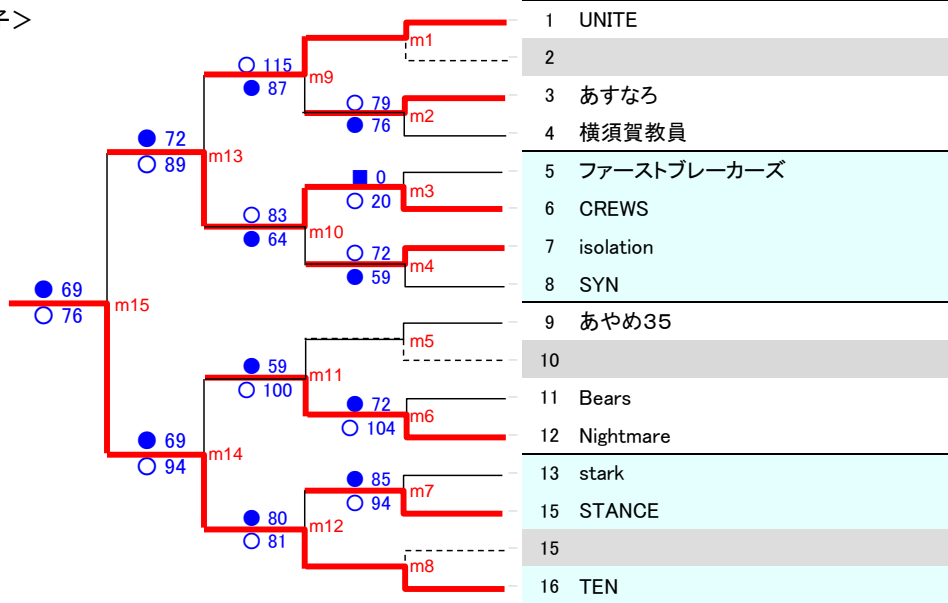 子＞
1 UNITE
2
3 あすなろ
4 横須賀教員
5 ファーストブレーカーズ
6 CREWS
7 isolation
8 SYN
9 あやめ３５
10
11 Bears
12 Nightmare
13 stark
15 STANCE
15
16 TEN
m1
○ 115
m9
● 87
○ 79
m2
● 76
● 72
m13
○ 89
■ 0
m3
○ 20
○ 83
m10
● 64
○ 72
m4
● 59
● 69
m15
○ 76
m5
● 59
m11
○ 100
● 72
m6
○ 104
● 69
m14
○ 94
● 85
m7
○ 94
● 80
m12
○ 81
m8